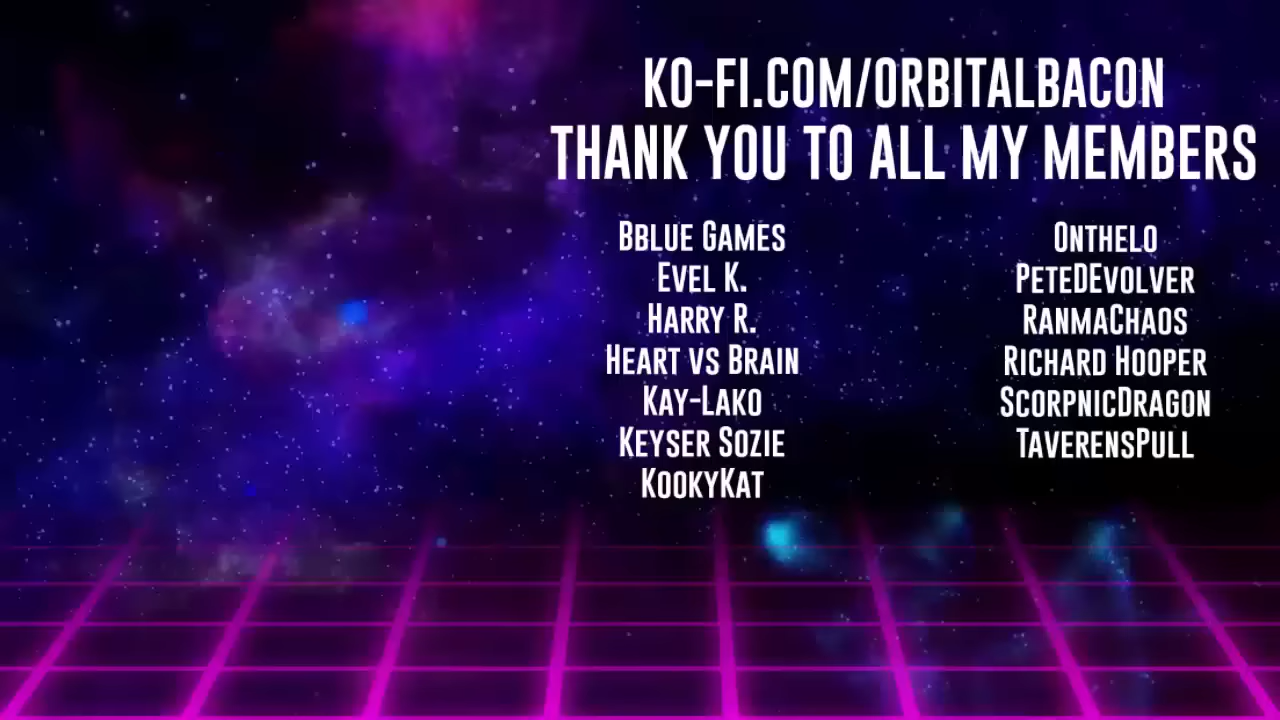 KO-FI.COM/ORBITALBACON
THANK YOU TO ALL MY MEMBERS
BBLUE GAMES
EVEL K.
HARRY R.
HEART VS BRAIN
KAY-LAKO
KEYSER SOZIE
KOOKYKAT
ONTHELO
PETEDEVOLVER
RANMACHAOS
RICHARD HOOPER
SCORPNICDRAGON
TAVERENSPULL